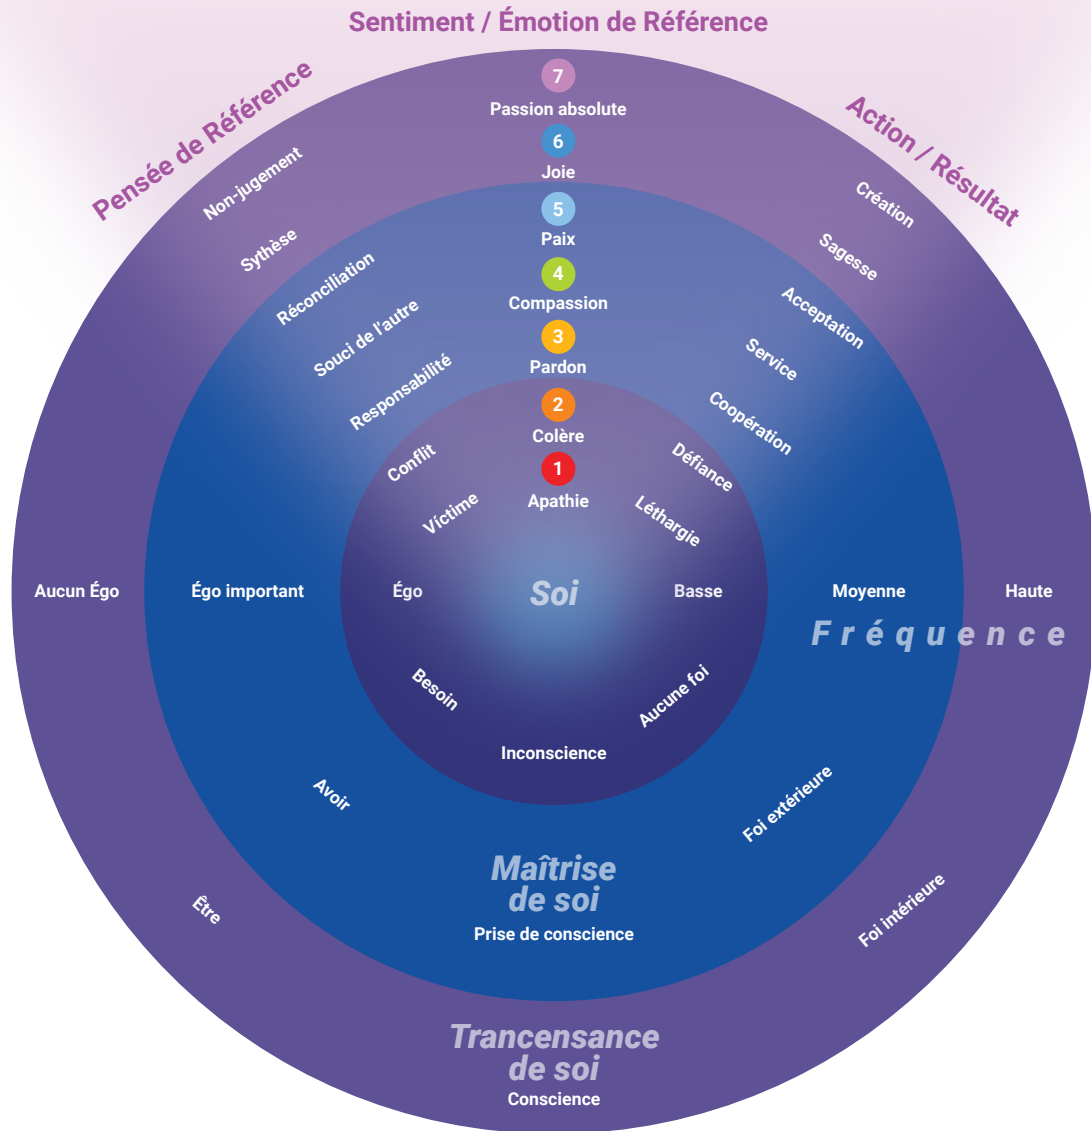 Sentiment / Émotion de Référence
Pensée de Référence
Action / Résultat
7
Passion absolute
6
Joie
Non-jugement
Création
Sythèse
Sagesse
5
Paix
Réconciliation
Acceptation
4
Compassion
Souci de l'autre
Service
3
Pardon
Responsabilité
Coopération
2
Colère
Conflit
Défiance
1
Apathie
Víctime
Léthargie
Aucun Égo
Égo important
Égo
Soi
Basse
Moyenne
Haute
Fréquence
Besoin
Aucune foi
Inconscience
Avoir
Foi extérieure
Maîtrise
de soi
Prise de conscience
Être
Foi intérieure
Trancensance
de soi
Conscience